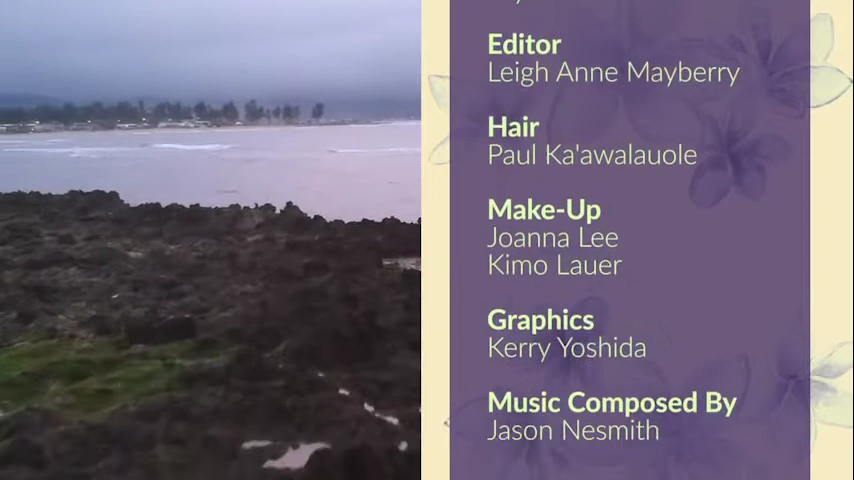 Editor
Leigh Anne Mayberry
Hair
Paul Ka'awalauole
Make-Up
Joanna Lee
Kimo Lauer
Graphics
Kerry Yoshida
Music Composed By
Jason Nesmith